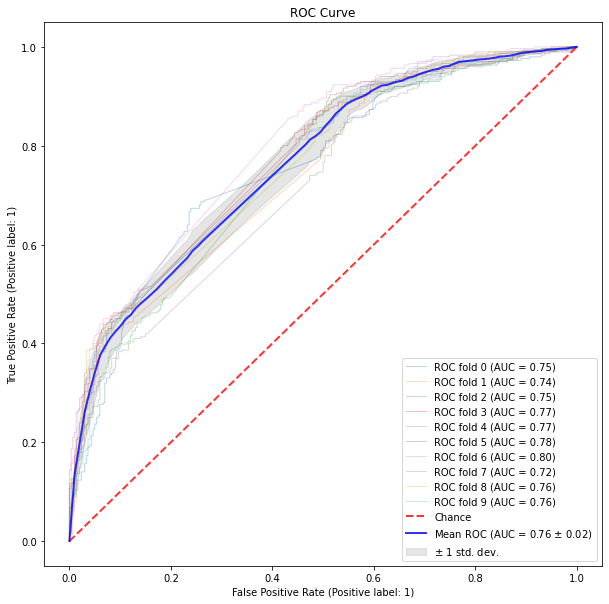 ROC Curve
1.0
0.8
0.6
0.4
0.2
0.0
True Positive Rate (Positive label: 1)
ROC fold 0 (AUC = 0.75)
ROC fold 1 (AUC = 0.74)
ROC fold 2 (AUC = 0.75)
ROC fold 3 (AUC = 0.77)
ROC fold 4 (AUC = 0.77)
ROC fold 5 (AUC = 0.78)
ROC fold 6 (AUC = 0.80)
ROC fold 7 (AUC = 0.72)
ROC fold 8 (AUC = 0.76)
ROC fold 9 (AUC = 0.76)
Chance
Mean ROC (AUC = 0.76 ± 0.02)
± 1 std. dev.
0.0 0.2 0.4 0.6 0.8 1.0
False Positive Rate (Positive label: 1)